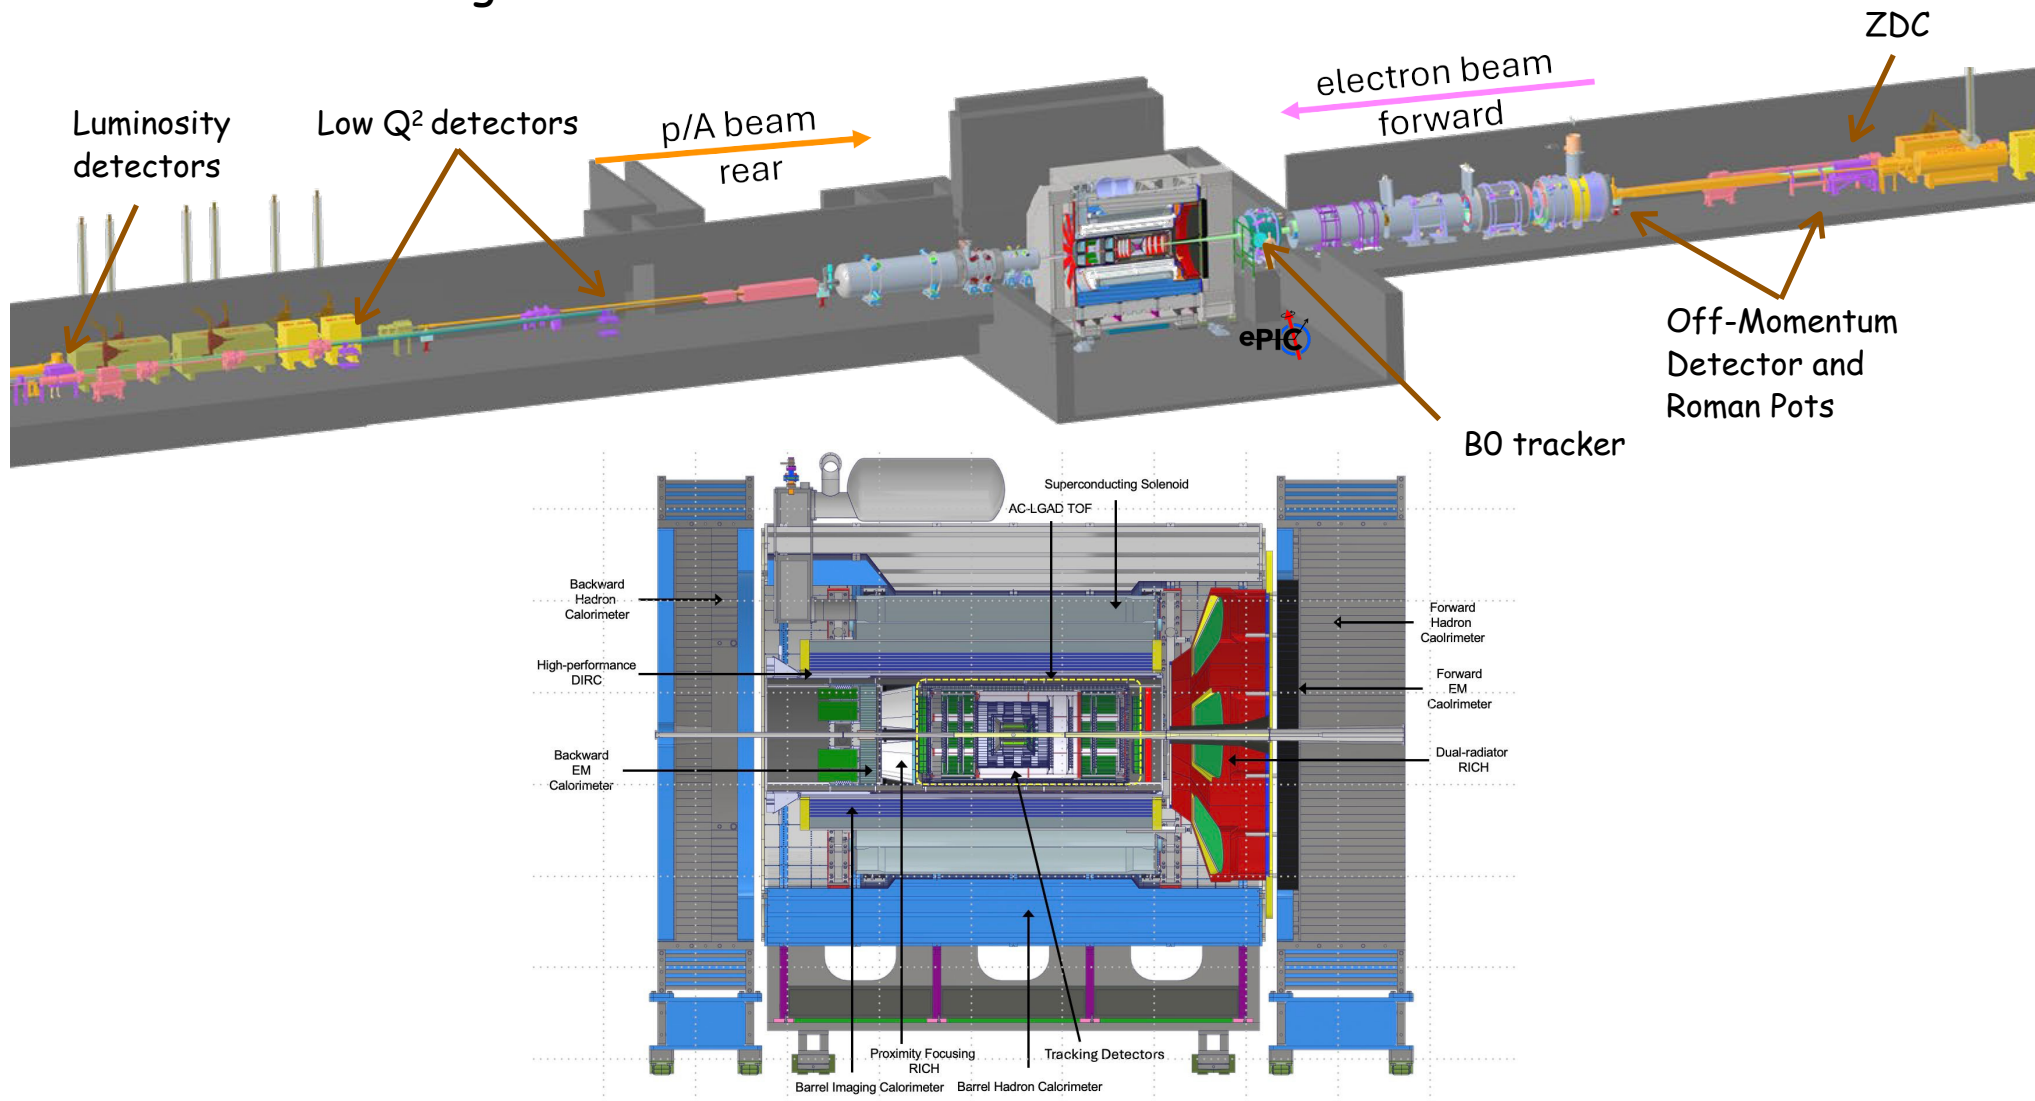 ZDC
electron beam
forward
Luminosity
detectors
Low Q² detectors
p/A beam
rear
ePIC
Off-Momentum
Detector and
Roman Pots
B0 tracker
Superconducting Solenoid
AC-LGAD TOF
Backward
Hadron
Calorimeter
Forward
Hadron
Caolrimeter
High-performance
DIRC
Forward
EM
Caolrimeter
Backward
EM
Calorimeter
Dual-radiator
RICH
Proximity Focusing
RICH
Tracking Detectors
Barrel Imaging Calorimeter
Barrel Hadron Calorimeter